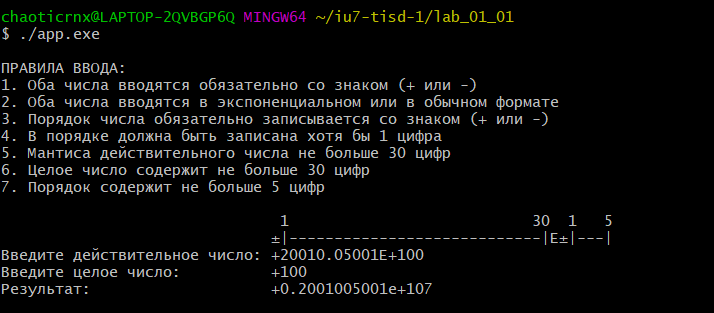 chaoticrnx@LAPTOP-2QVBGP6Q MINGW64 ~/iu7-tisd-1/lab_01_01
$ ./app.exe
ПРАВИЛА ВВОДА:
1. Оба числа вводятся обязательно со знаком (+ или -)
2. Оба числа вводятся в экспоненциальном или в обычном формате
3. Порядок числа обязательно записывается со знаком (+ или -)
4. В порядке должна быть записана хотя бы 1 цифра
5. Мантиса действительного числа не больше 30 цифр
6. Целое число содержит не больше 30 цифр
7. Порядок содержит не больше 5 цифр
1                            30  1   5
±|----------------------------|E±|---|
Введите действительное число: +20010.05001E+100
Введите целое число:          +100
Результат:                    +0.2001005001e+107